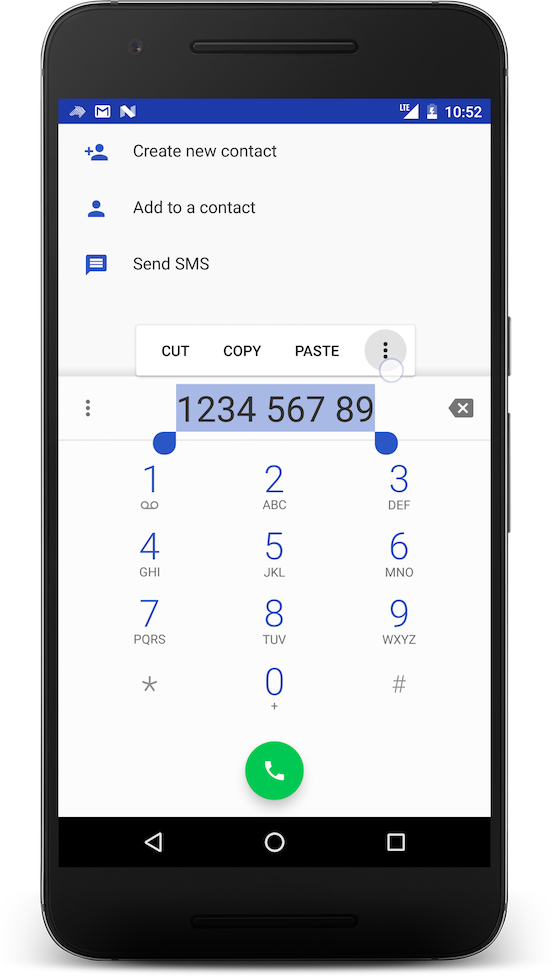 LTE 10:52
Create new contact
Add to a contact
Send SMS
CUT COPY PASTE
1234 567 89
1 2 3
ABC DEF
4 5 6
GHI JKL MNO
7 8 9
PQRS TUV WXYZ
* 0 #
+